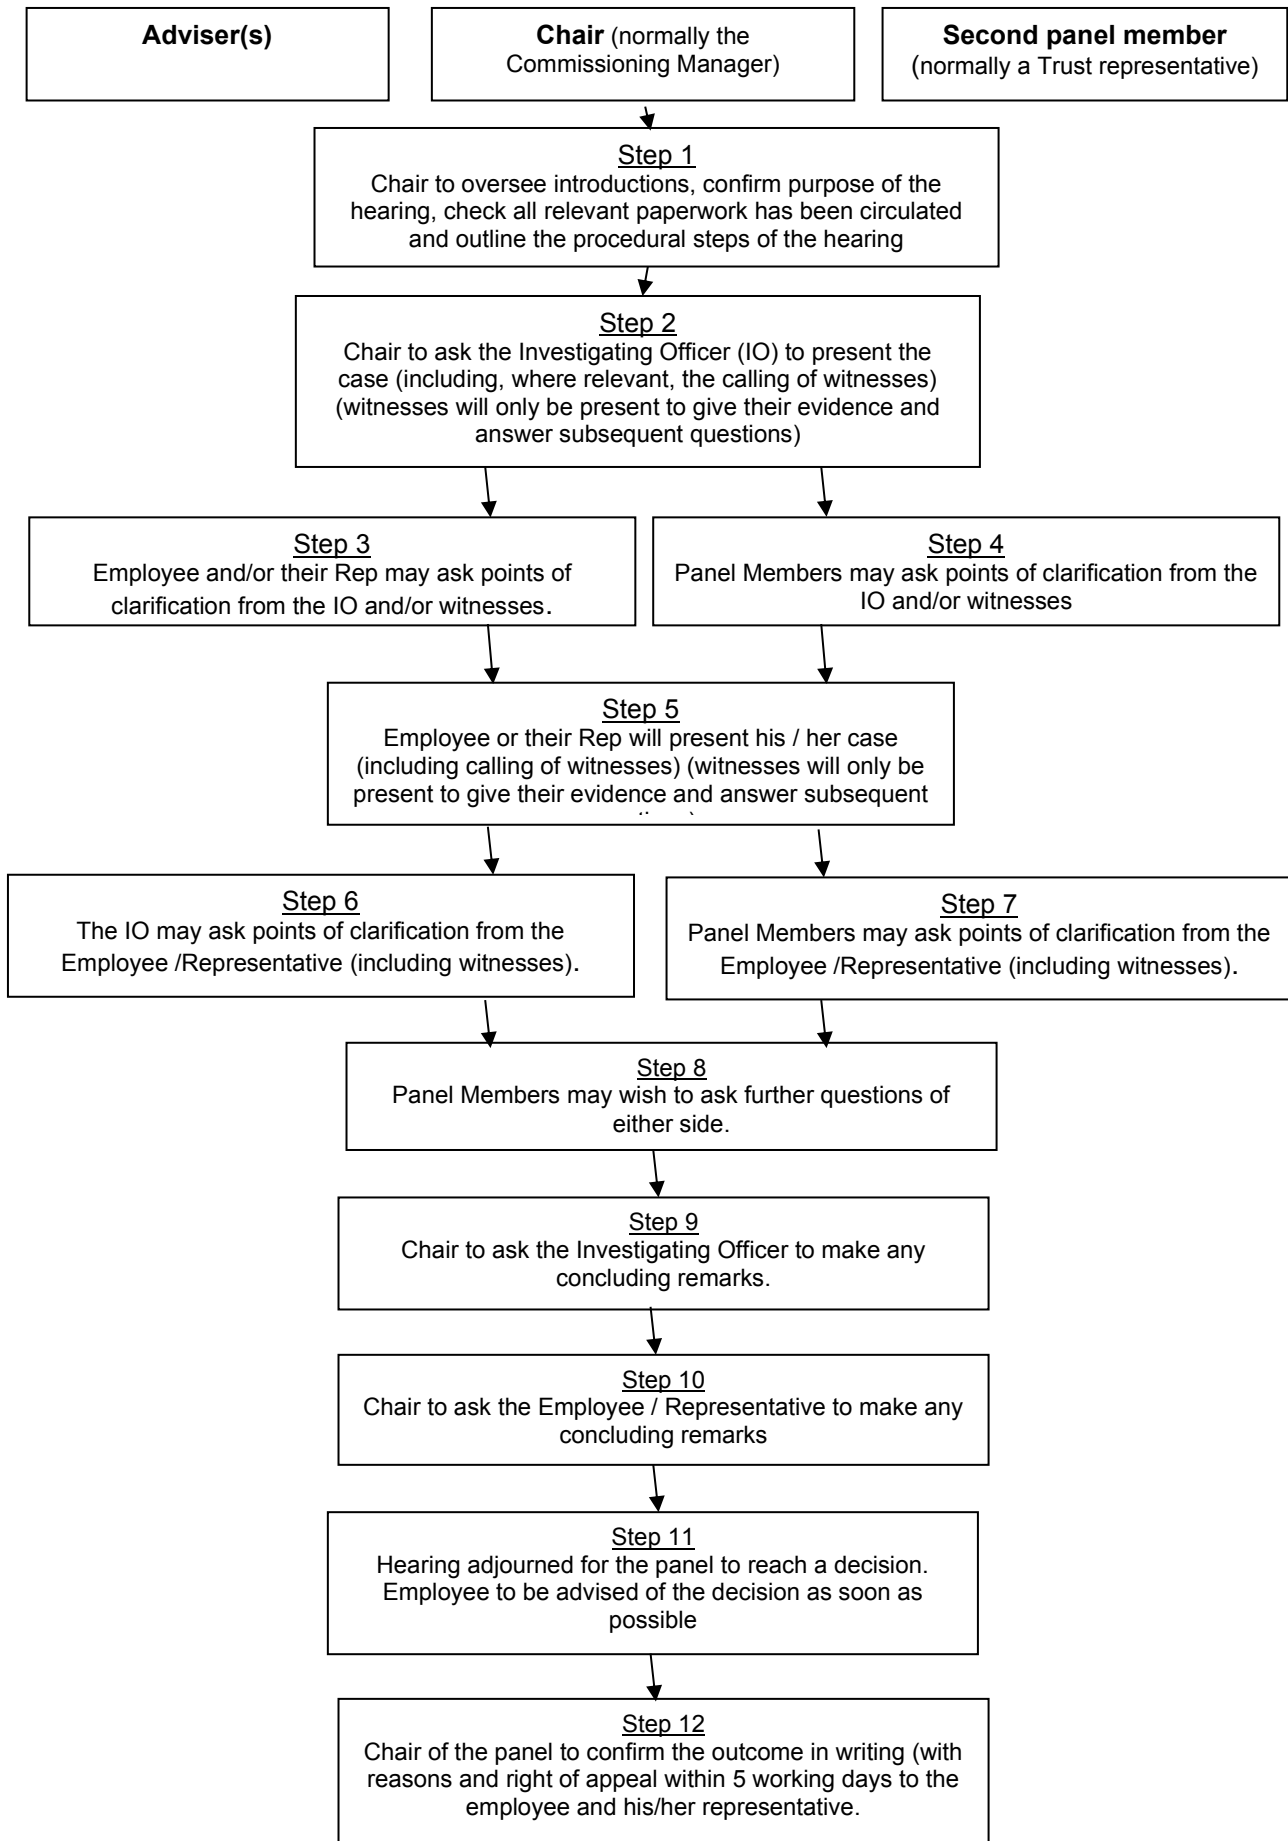 Adviser(s)
Chair (normally the
Commissioning Manager)
Second panel member
(normally a Trust representative)
Step 1
Chair to oversee introductions, confirm purpose of the
hearing, check all relevant paperwork has been circulated
and outline the procedural steps of the hearing
Step 2
Chair to ask the Investigating Officer (IO) to present the
case (including, where relevant, the calling of witnesses)
(witnesses will only be present to give their evidence and
answer subsequent questions)
Step 3
Employee and/or their Rep may ask points of
clarification from the IO and/or witnesses.
Step 4
Panel Members may ask points of clarification from the
IO and/or witnesses
Step 5
Employee or their Rep will present his / her case
(including calling of witnesses) (witnesses will only be
present to give their evidence and answer subsequent
Step 6
The IO may ask points of clarification from the
Employee /Representative (including witnesses).
Step 7
Panel Members may ask points of clarification from the
Employee /Representative (including witnesses).
Step 8
Panel Members may wish to ask further questions of
either side.
Step 9
Chair to ask the Investigating Officer to make any
concluding remarks.
Step 10
Chair to ask the Employee / Representative to make any
concluding remarks
Step 11
Hearing adjourned for the panel to reach a decision.
Employee to be advised of the decision as soon as
possible
Step 12
Chair of the panel to confirm the outcome in writing (with
reasons and right of appeal within 5 working days to the
employee and his/her representative.